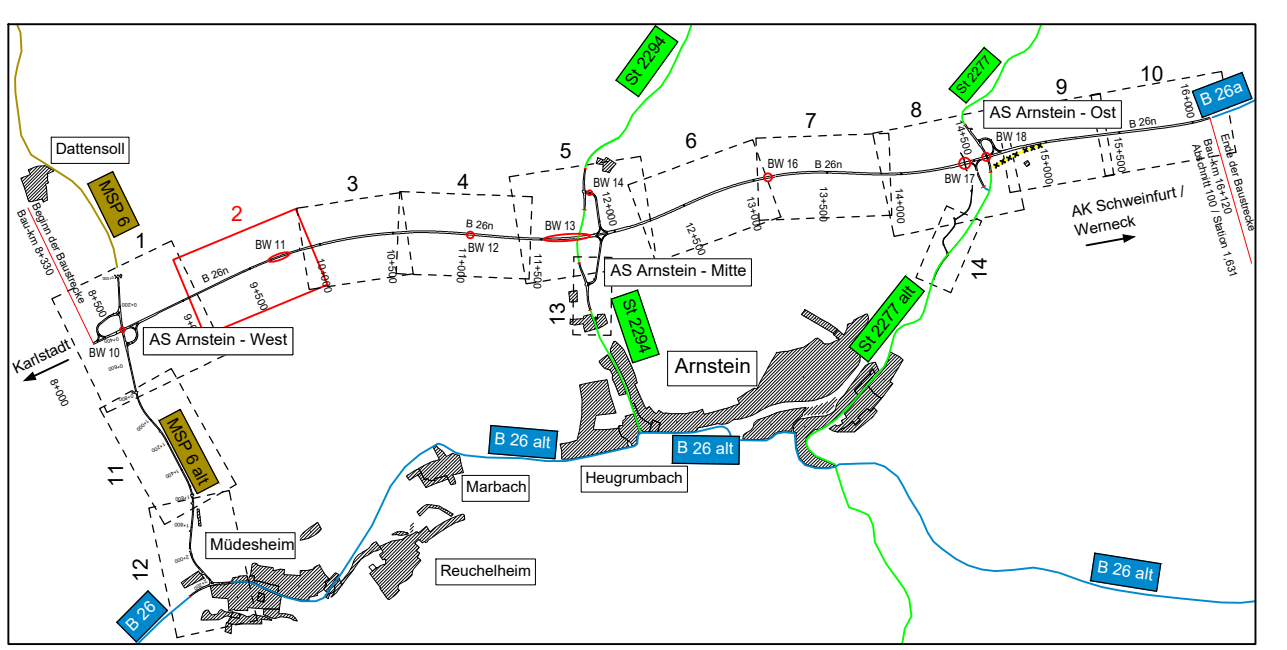 St 2294
St 2277
10
9
8
7
6
5
4
3
2
1
B 26a
16+000
AS Arnstein - Ost
BW 18
B 26n
14+500
BW 17
15+000
15+500
Ende der Baustrecke
Bau-km 16+120
Abschnitt 100 / Station 1.631
Dattensoll
MSP 6
Beginn der Baustrecke
Bau-km 8+330
BW 16
B 26n
BW 14
12+000
13+000
13+500
14+000
AK Schweinfurt /
Werneck
B 26n
BW 13
BW 12
BW 11
B 26n
9+500
10+000
10+500
11+000
11+500
12+500
AS Arnstein - Mitte
14
13
8+500
0+200
AS Arnstein - West
BW 10
Karlstadt
8+000
St 2294
St 2277 alt
Arnstein
MSP 6 alt
11
B 26 alt
B 26 alt
Marbach
Heugrumbach
Müdesheim
Reuchelheim
12
B 26
B 26 alt